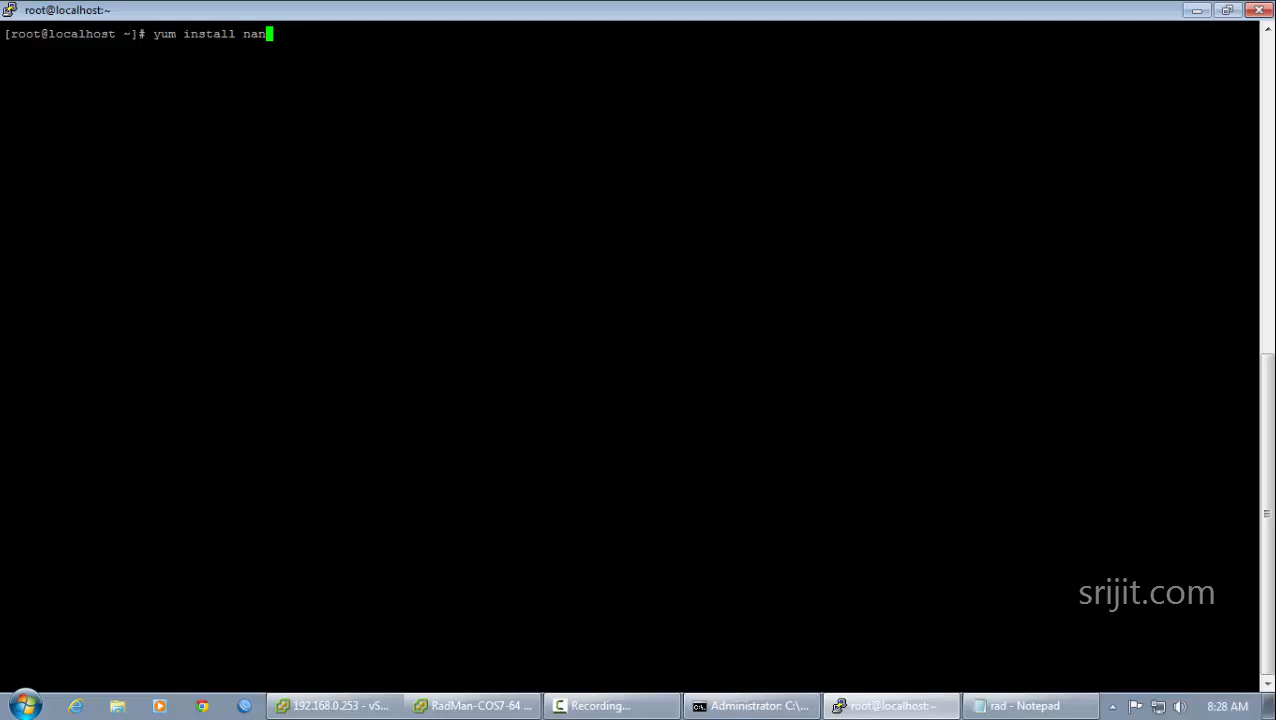 root@localhost:~
[root@localhost ~]# yum install nan
srijit.com
192.168.0.253 - vS...
RadMan-COS7-64 ...
Recording...
Administrator: C:\...
root@localhost:~
rad - Notepad
8:28 AM